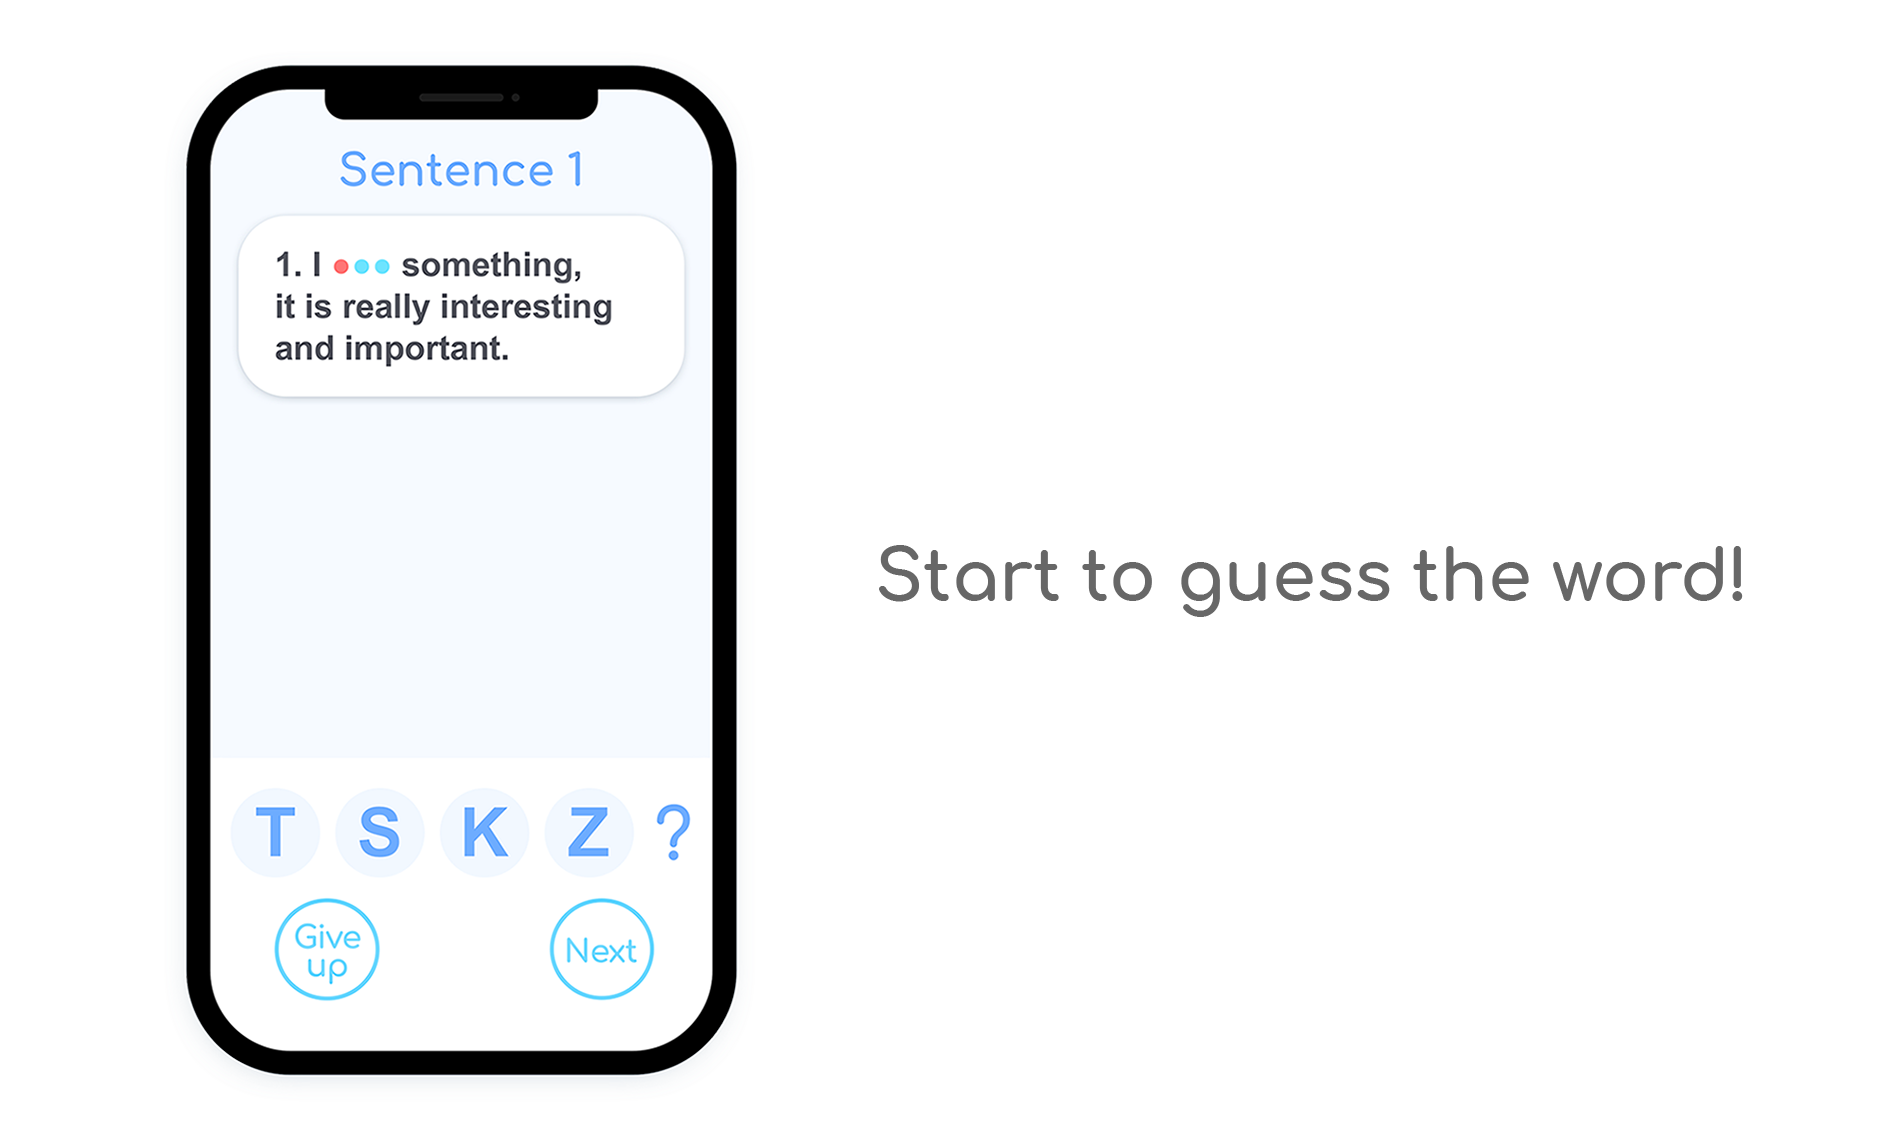 Sentence 1
1. I ●●● something,
it is really interesting
and important.
Start to guess the word!
T S K Z ?
Give
up
Next